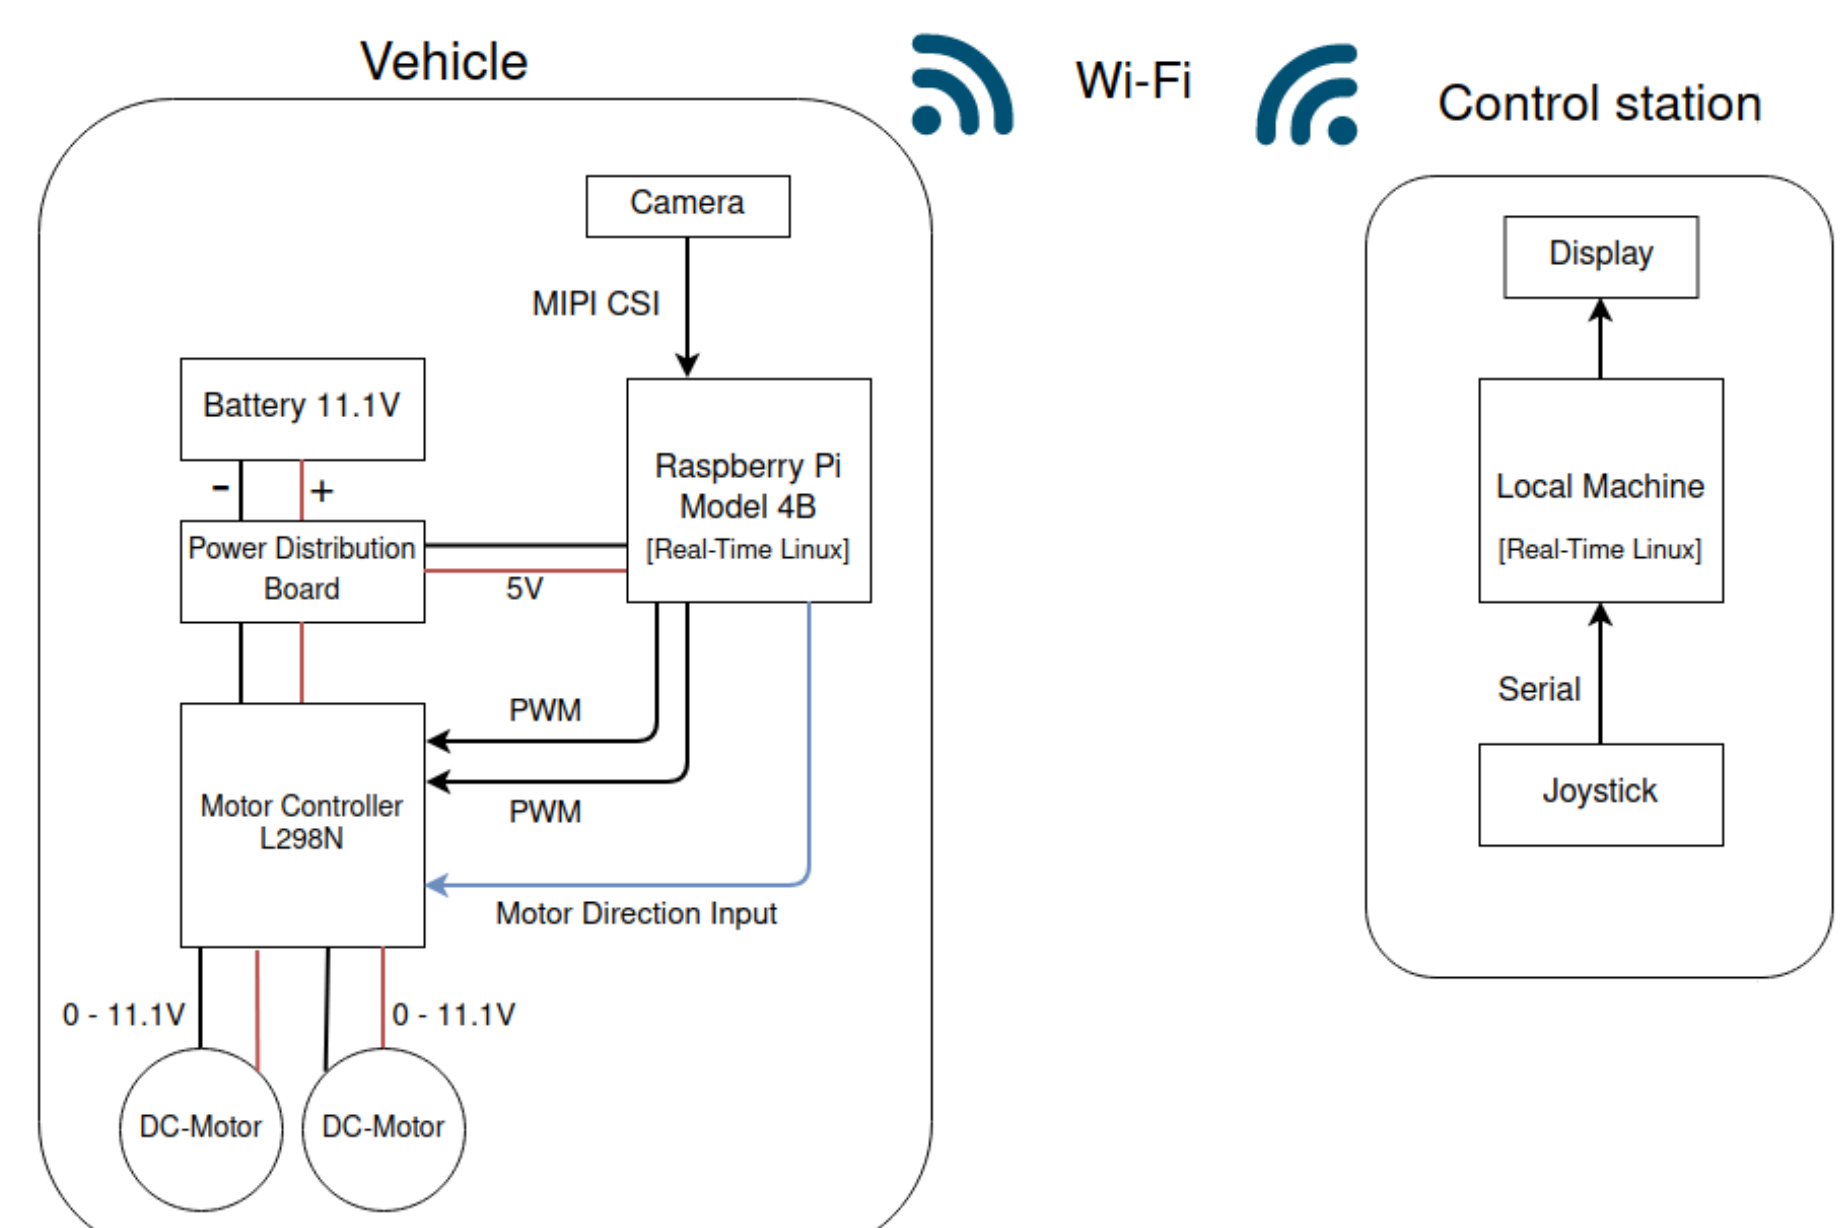 Vehicle
Wi-Fi
Control station
Camera
MIPI CSI
Battery 11.1V
-
+
Power Distribution
Board
5V
Raspberry Pi
Model 4B
[Real-Time Linux]
PWM
PWM
Motor Controller
L298N
Motor Direction Input
0 - 11.1V
0 - 11.1V
DC-Motor
DC-Motor
Display
Local Machine
[Real-Time Linux]
Serial
Joystick